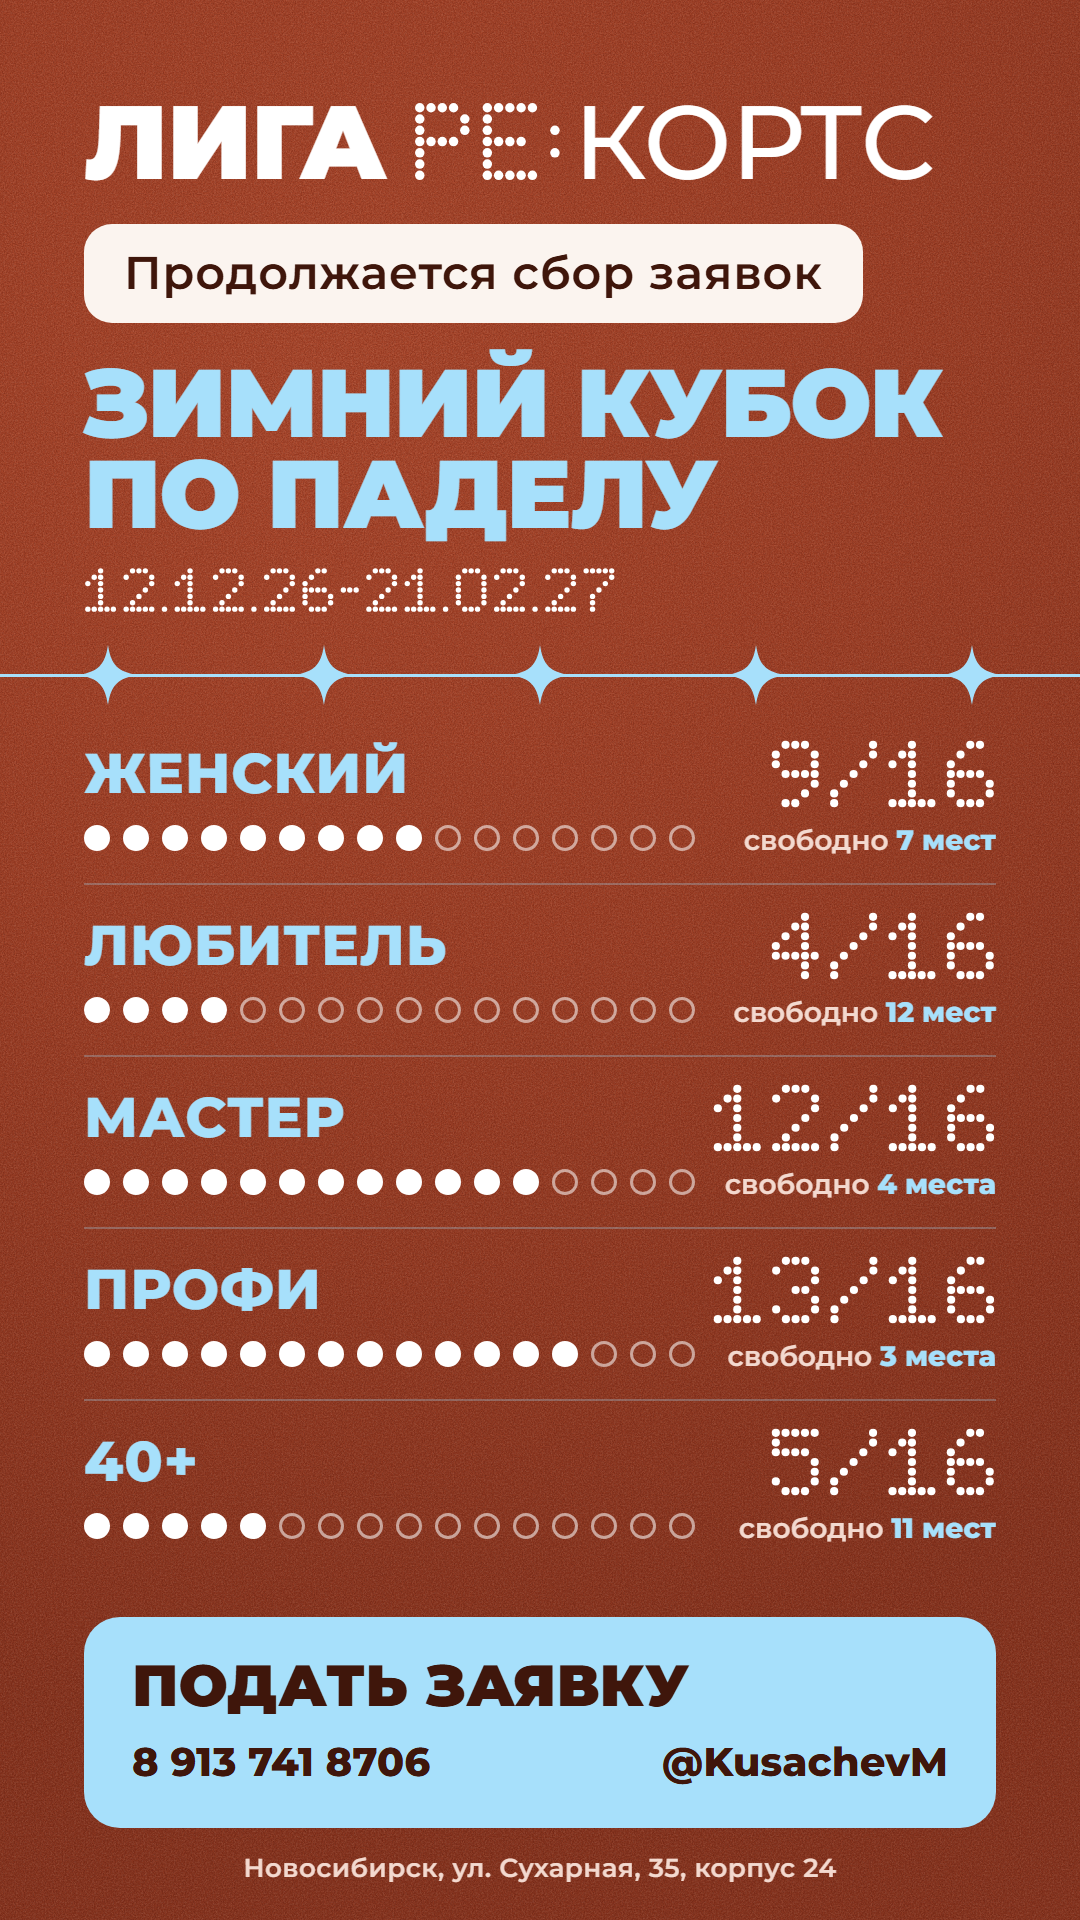 ЛИГА РЕ:КОРТС
Продолжается сбор заявок
ЗИМНИЙ КУБОК
ПО ПАДЕЛУ
12.12.26-21.02.27
ЖЕНСКИЙ 9/16
свободно 7 мест
ЛЮБИТЕЛЬ 4/16
свободно 12 мест
МАСТЕР 12/16
свободно 4 места
ПРОФИ 13/16
свободно 3 места
40+ 5/16
свободно 11 мест
ПОДАТЬ ЗАЯВКУ
8 913 741 8706 @KusachevM
Новосибирск, ул. Сухарная, 35, корпус 24